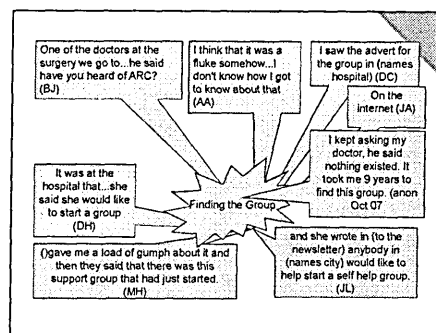 One of the doctors at the
surgery we go to...he said
have you heard of ARC?
(BJ)
I think that it was a
fluke somehow...I
don't know how I got
to know about that
(AA)
I saw the advert for
the group in (names
hospital) (DC)
On the
internet (JA)
I kept asking my
doctor, he said
nothing existed. It
took me 9 years to
find this group. (anon
Oct 07
It was at the
hospital that...she
said she would like
to start a group
(DH)
Finding the Group
()gave me a load of gumph about it and
then they said that there was this
support group that had just started.
(MH)
and she wrote in (to the
newsletter) anybody in
(names city) would like to
help start a self help group.
(JL)